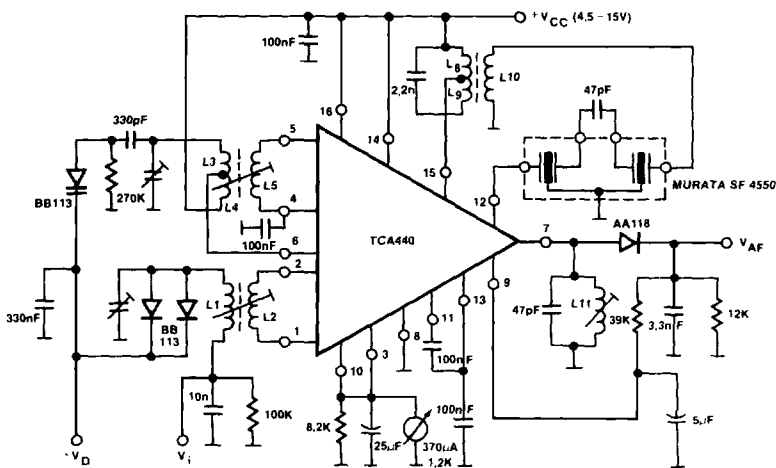 +VCC (4,5-15V)
100nF
L8
L9
L10
2,2n
47pF
16
14
15
330pF
5
L3
L5
L4
4
BB113
270K
100nF
6
2
12
MURATA SF 4550
TCA440
7
AA118
VAF
9
330nF
L1
L2
BB
113
1
13
11
8
3
10
47pF
L11
39K
3,3nF
12K
100nF
10n
100K
8,2K
25µF
370µA
1,2K
100nF
5µF
-VD
Vi